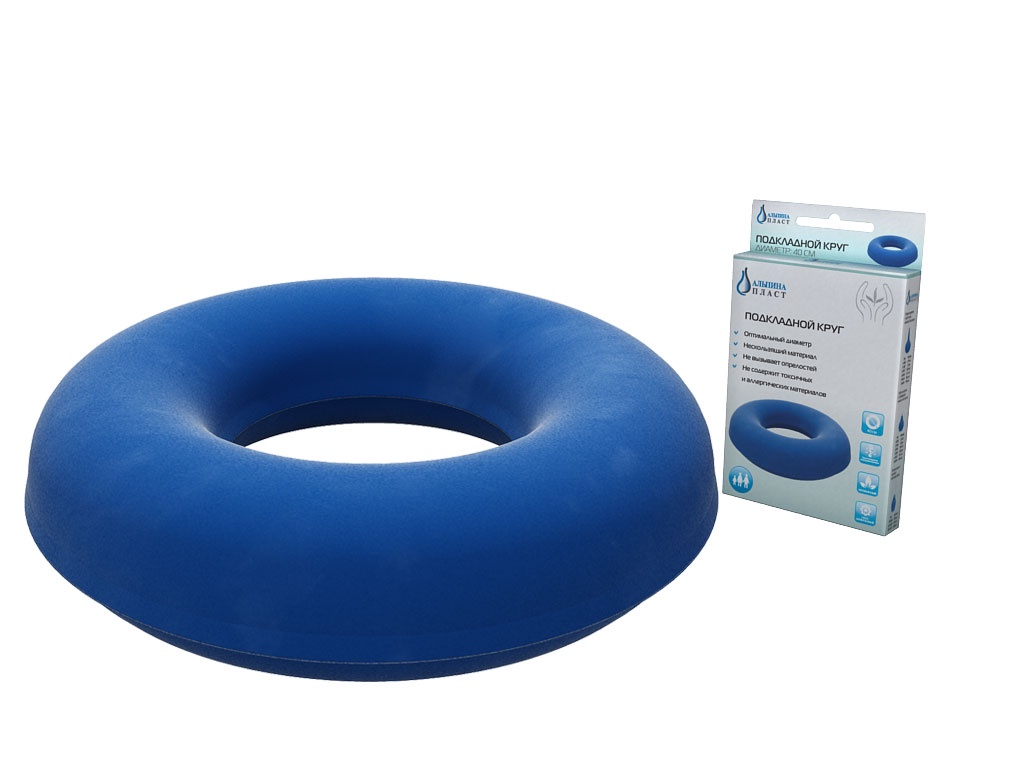 АЛЬПИНА
ПЛАСТ
ПОДКЛАДНОЙ КРУГ
ДИАМЕТР: 40 СМ
АЛЬПИНА
ПЛАСТ
ПОДКЛАДНОЙ КРУГ
Оптимальный диаметр
Нескользящий материал
Не вызывает опрелостей
Не содержит токсичных
и аллергических материалов